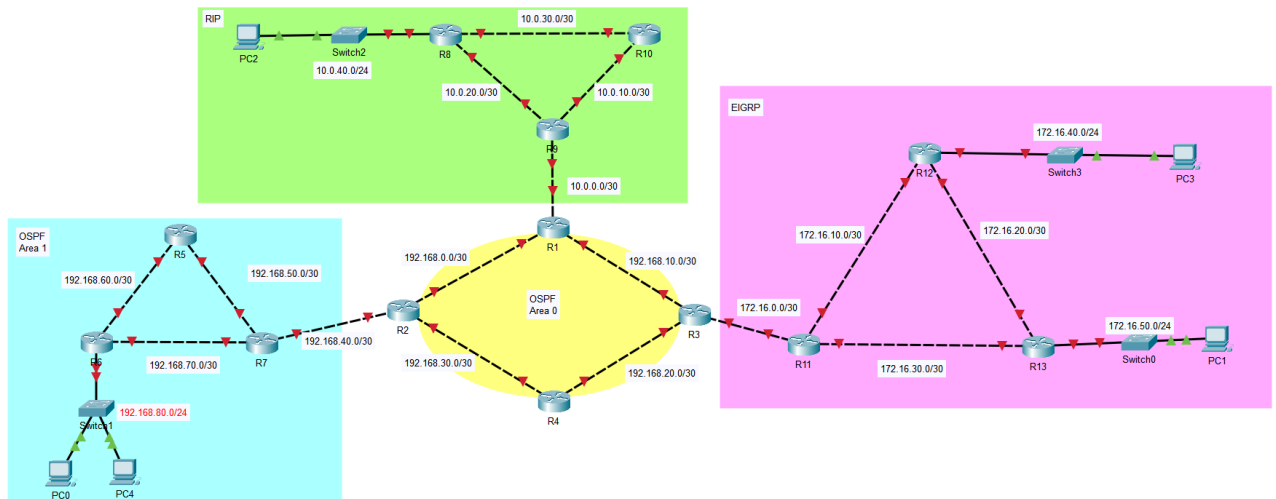 RIP
10.0.30.0/30
PC2
Switch2
R8
R10
10.0.40.0/24
10.0.20.0/30
10.0.10.0/30
R9
10.0.0.0/30
R1
EIGRP
172.16.40.0/24
R12
Switch3
PC3
172.16.10.0/30
172.16.20.0/30
172.16.0.0/30
R11
172.16.30.0/30
R13
172.16.50.0/24
Switch0
PC1
OSPF
Area 1
R5
192.168.60.0/30
192.168.50.0/30
R6
192.168.70.0/30
R7
192.168.40.0/30
192.168.80.0/24
Switch1
PC0
PC4
192.168.0.0/30
192.168.10.0/30
OSPF
Area 0
R2
R3
192.168.30.0/30
192.168.20.0/30
R4